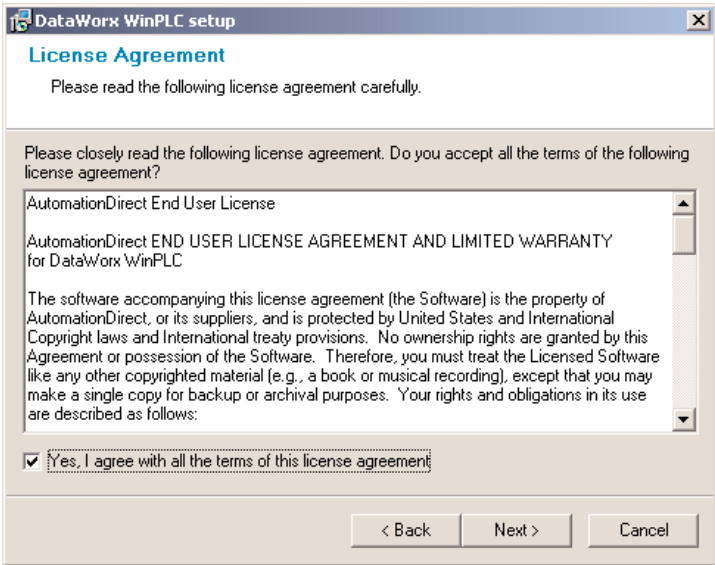 DataWorx WinPLC setup
License Agreement
Please read the following license agreement carefully.
Please closely read the following license agreement. Do you accept all the terms of the following
license agreement?
AutomationDirect End User License
AutomationDirect END USER LICENSE AGREEMENT AND LIMITED WARRANTY
for DataWorx WinPLC
The software accompanying this license agreement (the Software) is the property of
AutomationDirect, or its suppliers, and is protected by United States and International
Copyright laws and International treaty provisions.  No ownership rights are granted by this
Agreement or possession of the Software.  Therefore, you must treat the Licensed Software
like any other copyrighted material (e.g., a book or musical recording), except that you may
make a single copy for backup or archival purposes.  Your rights and obligations in its use
are described as follows:
Yes, I agree with all the terms of this license agreement
< Back Next > Cancel